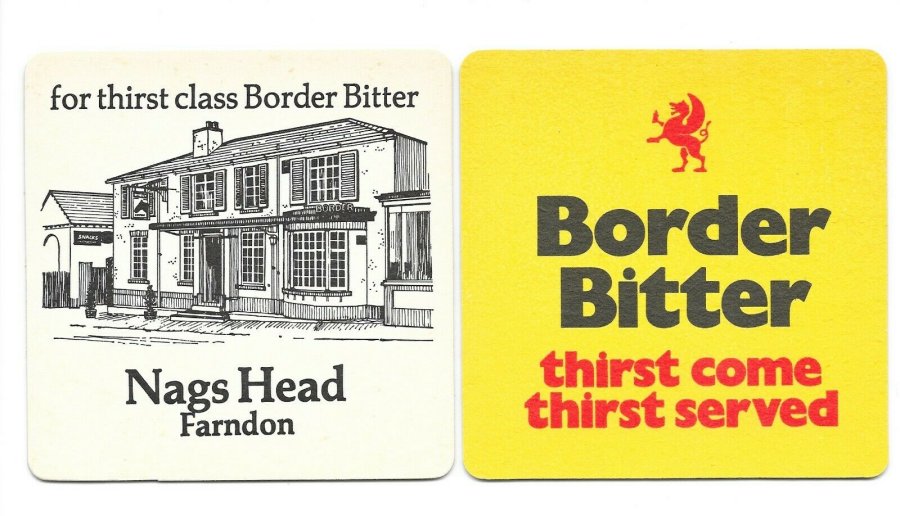 for thirst class Border Bitter
SNACKS
BORDER
Nags Head
Farndon
Border
Bitter
thirst come
thirst served